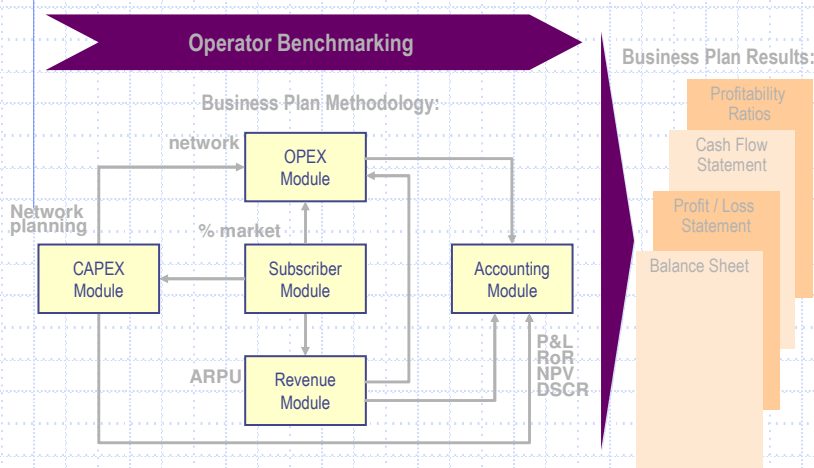 Operator Benchmarking
Business Plan Results:
Business Plan Methodology:
Profitability
Ratios
Cash Flow
Statement
Profit / Loss
Statement
Balance Sheet
network
OPEX
Module
Network
planning
% market
CAPEX
Module
Subscriber
Module
Accounting
Module
P&L
RoR
NPV
DSCR
ARPU
Revenue
Module